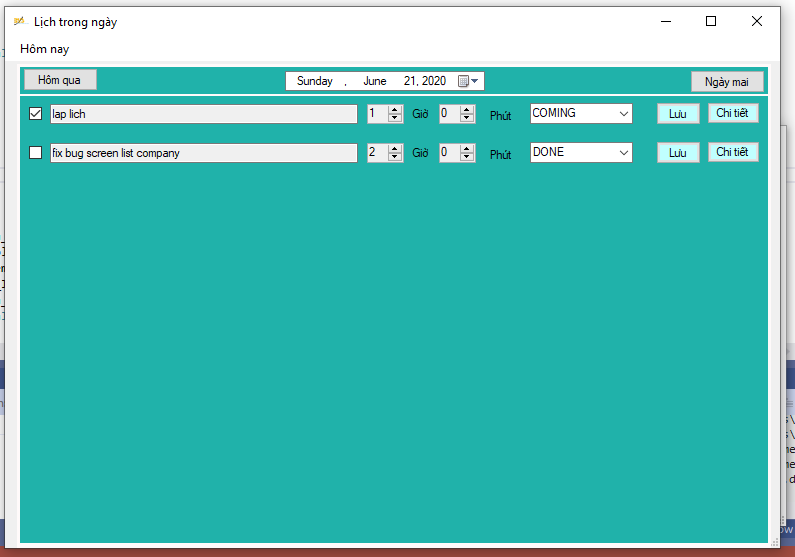 Lịch trong ngày
Hôm nay
Hôm qua Sunday , June 21, 2020 Ngày mai
lap lich 1 Giờ 0 Phút COMING Lưu Chi tiết
fix bug screen list company 2 Giờ 0 Phút DONE Lưu Chi tiết